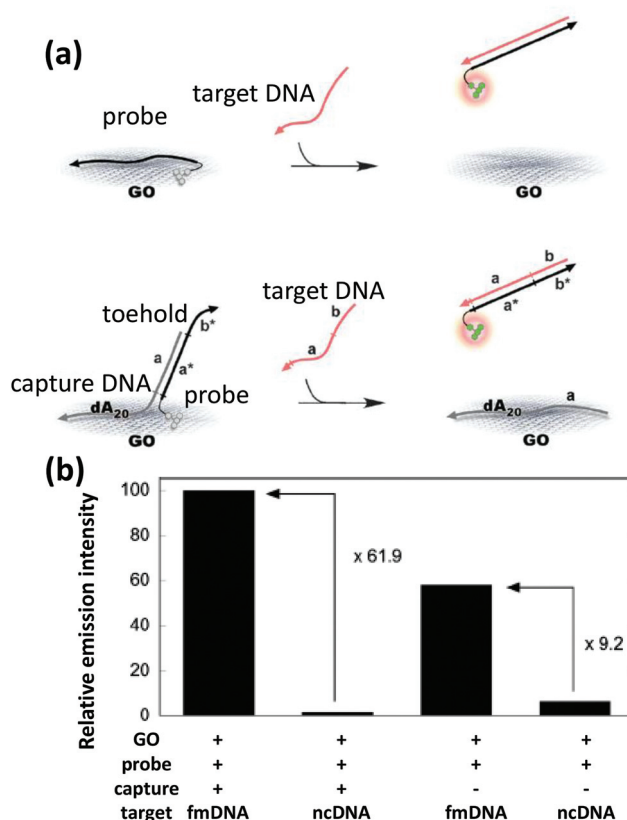 (a)
target DNA
probe
GO
GO
target DNA
b
a
toehold
b*
a
capture DNA
a*
probe
dA20
GO
b
a
b*
a*
a
dA20
GO
(b)
Relative emission intensity
100
80
60
40
20
0
x 61.9
x 9.2
GO + + + +
probe + + + +
capture + + - -
target fmDNA ncDNA fmDNA ncDNA